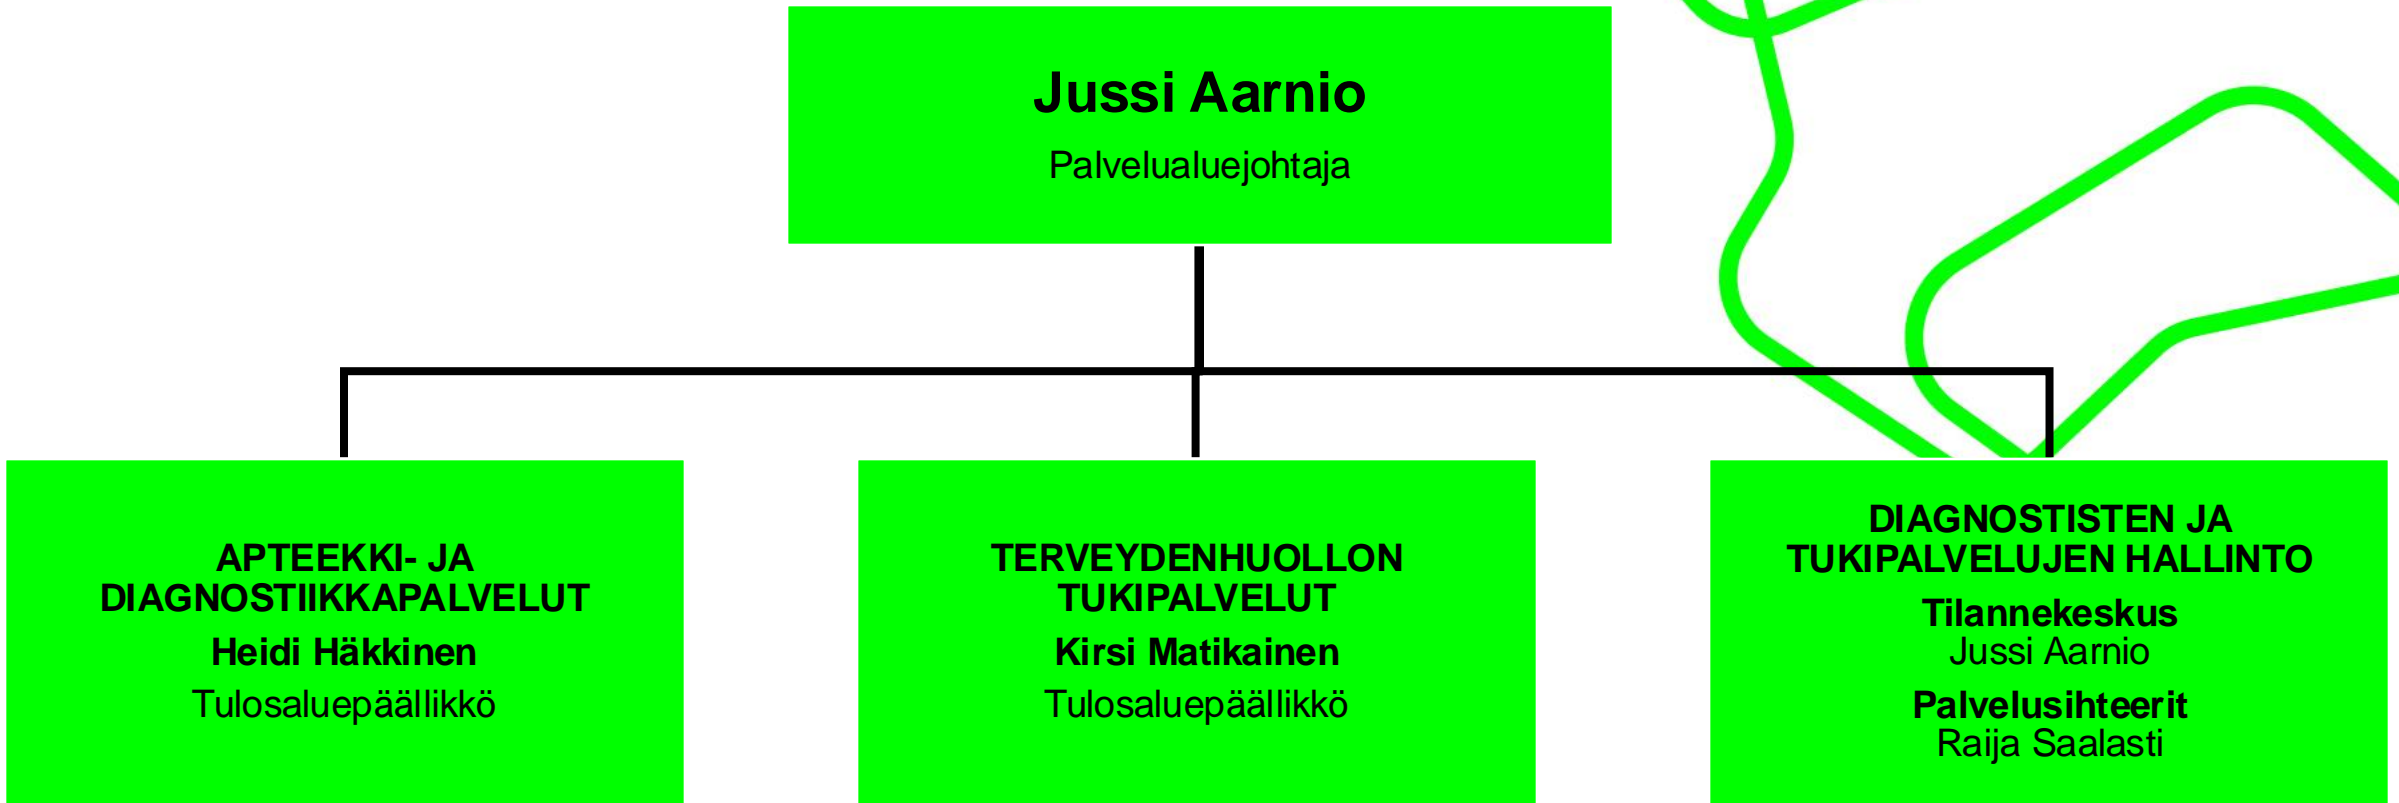 Jussi Aarnio
Palvelualuejohtaja
APTEEKKI- JA
DIAGNOSTIIKKAPALVELUT
Heidi Häkkinen
Tulosaluepäällikkö
TERVEYDENHUOLLON
TUKIPALVELUT
Kirsi Matikainen
Tulosaluepäällikkö
DIAGNOSTISTEN JA
TUKIPALVELUJEN HALLINTO
Tilannekeskus
Jussi Aarnio
Palvelusihteerit
Raija Saalasti